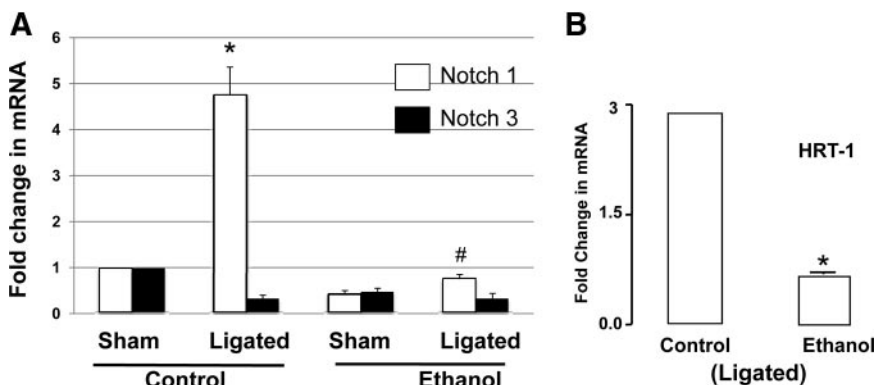 A
Fold change in mRNA
6
5
4
3
2
1
0
*
#
Notch 1
Notch 3
Sham Ligated Sham Ligated
Control Ethanol
B
Fold Change in mRNA
3
1.5
0.0
HRT-1
*
Control Ethanol
(Ligated)